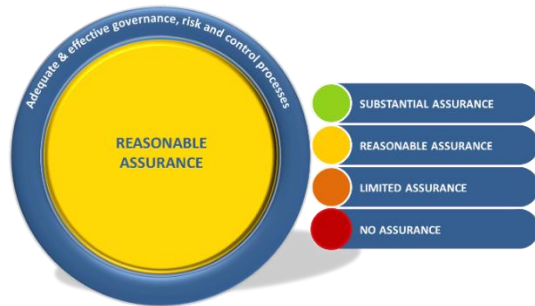 Adequate & effective governance, risk and control processes
REASONABLE
ASSURANCE
SUBSTANTIAL ASSURANCE
REASONABLE ASSURANCE
LIMITED ASSURANCE
NO ASSURANCE